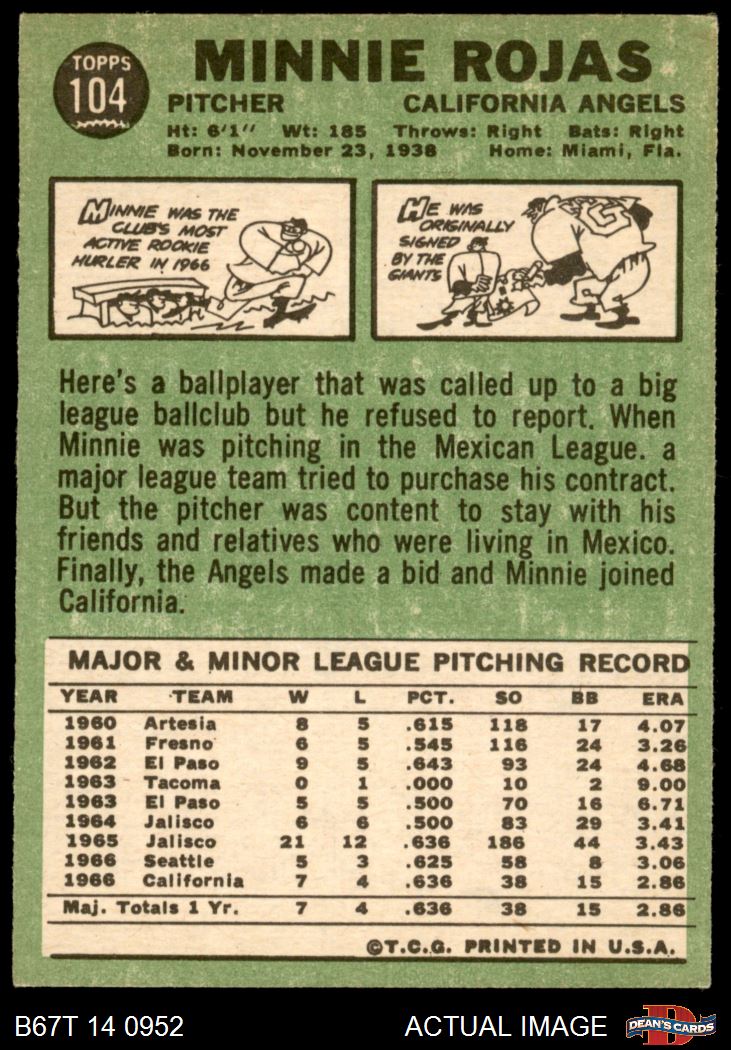 TOPPS
104
MINNIE ROJAS
PITCHER CALIFORNIA ANGELS
Ht: 6'1" Wt: 185 Throws: Right Bats: Right
Born: November 23, 1938 Home: Miami, Fla.
MINNIE WAS THE
CLUB'S MOST
ACTIVE ROOKIE
HURLER IN 1966
HE WAS
ORIGINALLY
SIGNED
BY THE
GIANTS
G
Here's a ballplayer that was called up to a big
league ballclub but he refused to report. When
Minnie was pitching in the Mexican League. a
major league team tried to purchase his contract.
But the pitcher was content to stay with his
friends and relatives who were living in Mexico.
Finally, the Angels made a bid and Minnie joined
California.
MAJOR & MINOR LEAGUE PITCHING RECORD
YEAR TEAM W L PCT. SO BB ERA
1960 Artesia 8 5 .615 118 17 4.07
1961 Fresno 6 5 .545 116 24 3.26
1962 El Paso 9 5 .643 93 24 4.68
1963 Tacoma 0 1 .000 10 2 9.00
1963 El Paso 5 5 .500 70 16 6.71
1964 Jalisco 6 6 .500 83 29 3.41
1965 Jalisco 21 12 .636 186 44 3.43
1966 Seattle 5 3 .625 58 8 3.06
1966 California 7 4 .636 38 15 2.86
Maj. Totals 1 Yr. 7 4 .636 38 15 2.86
©T.C.G. PRINTED IN U.S.A.
B67T 14 0952 ACTUAL IMAGE D DEAN'S CARDS